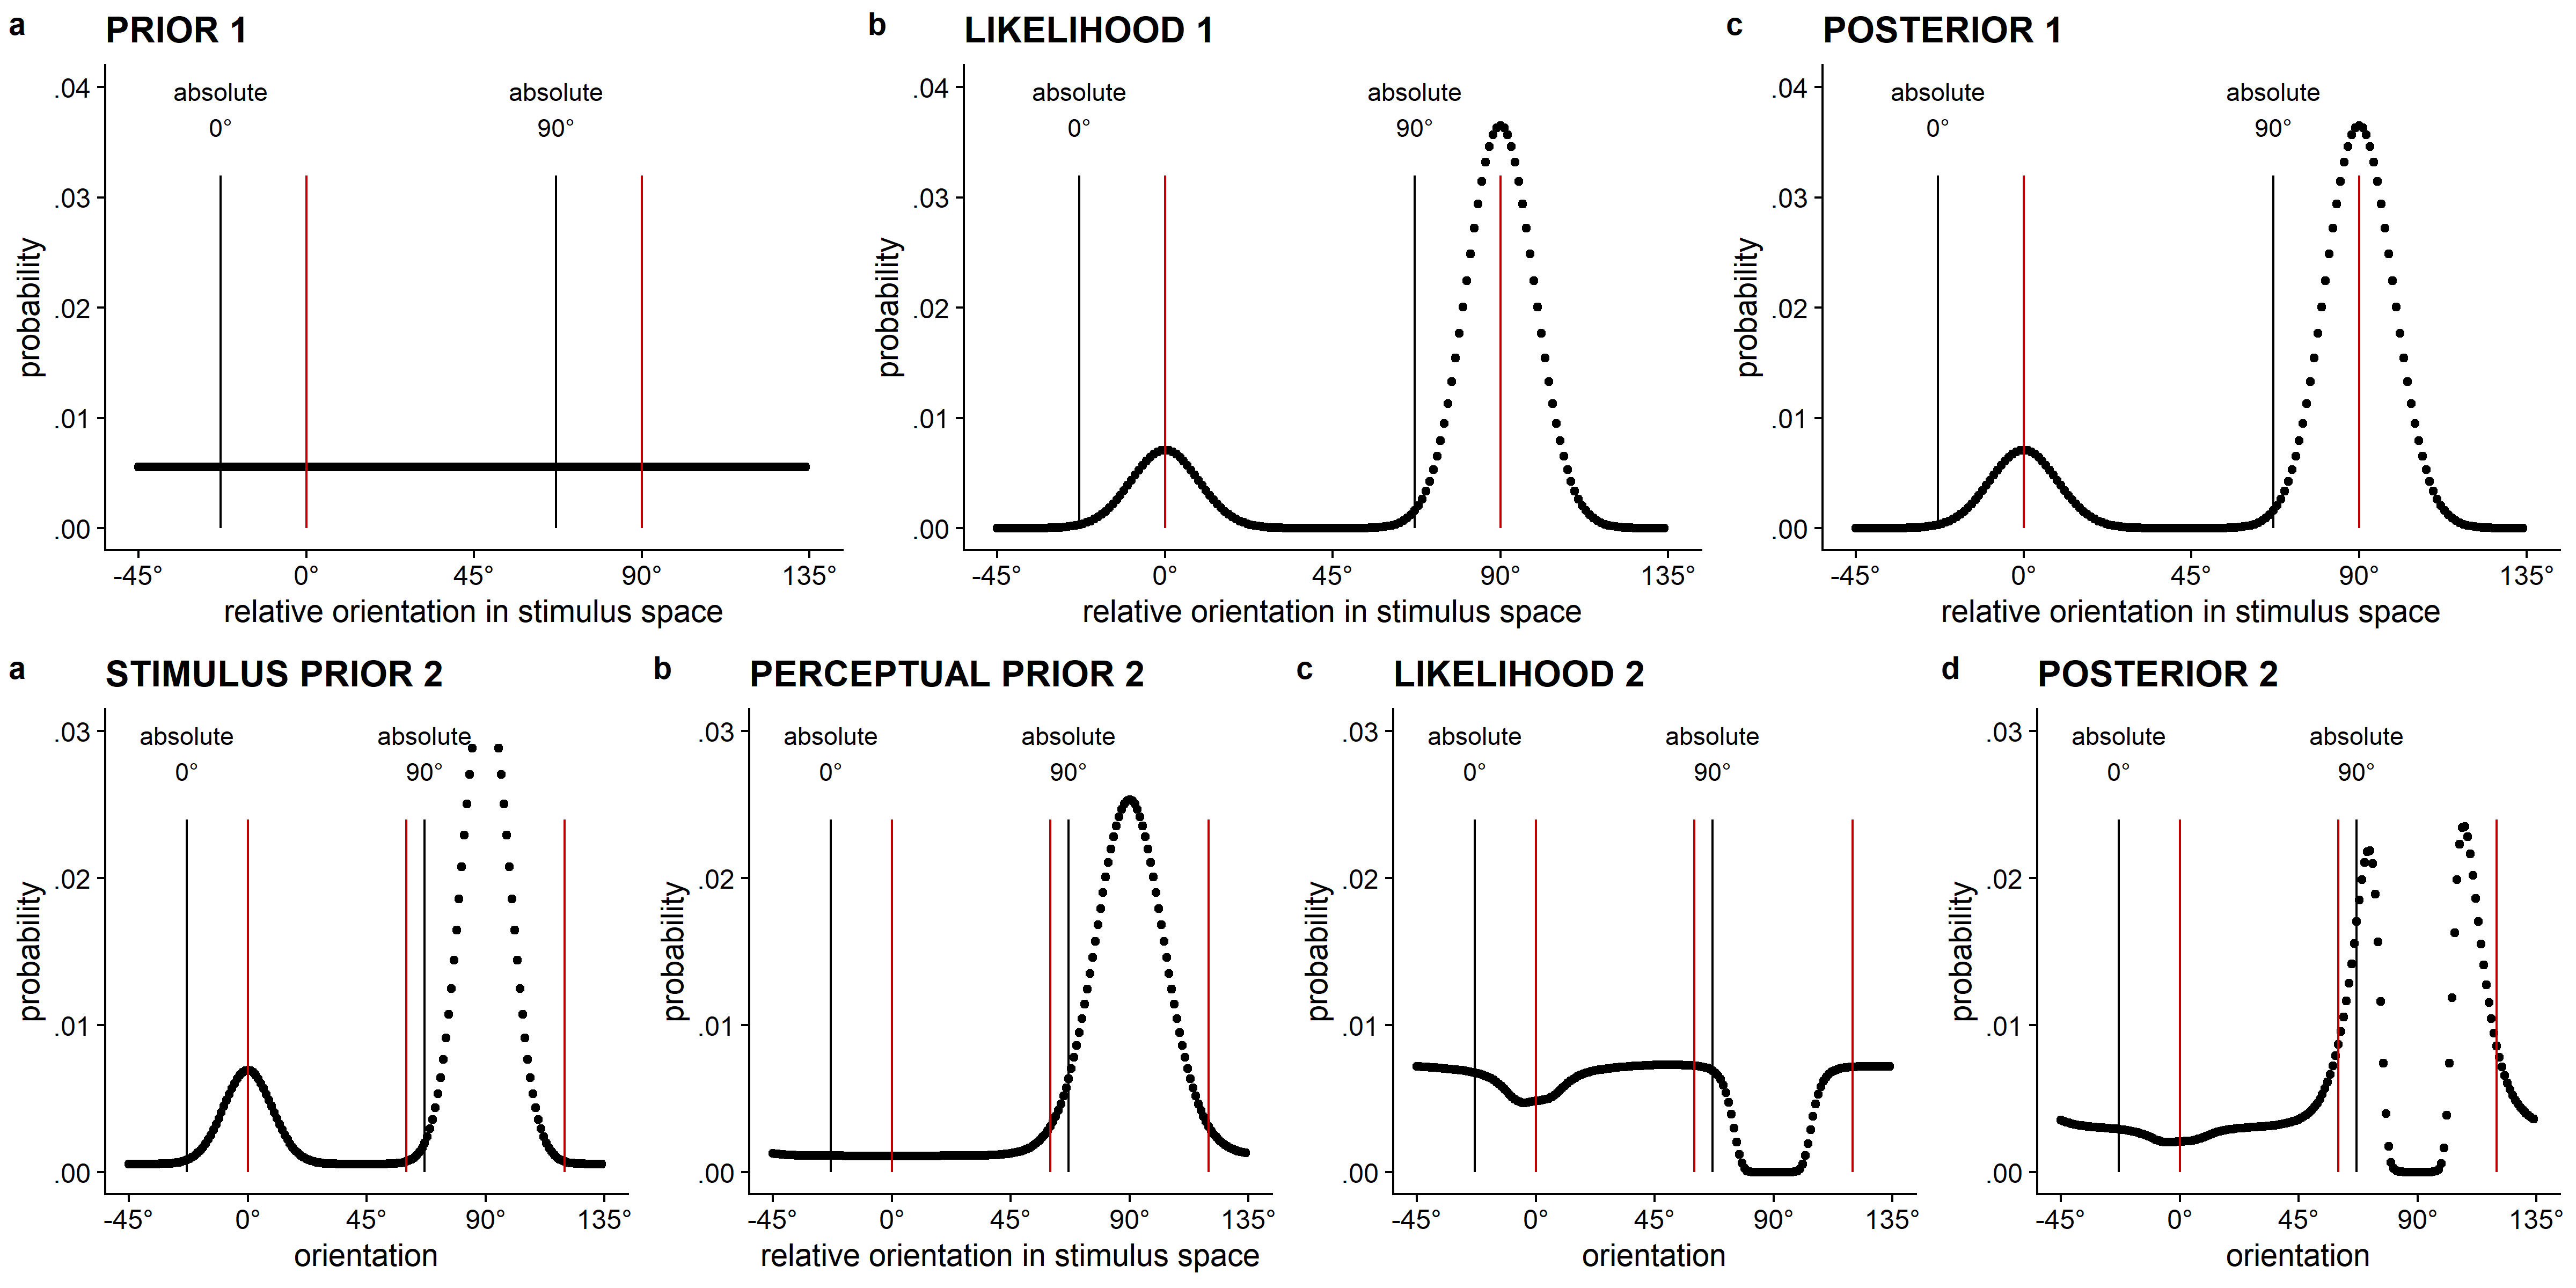 a PRIOR 1
.04
.03
.02
.01
.00
probability
absolute
0°
absolute
90°
-45° 0° 45° 90° 135°
relative orientation in stimulus space
b LIKELIHOOD 1
.04
.03
.02
.01
.00
probability
absolute
0°
absolute
90°
-45° 0° 45° 90° 135°
relative orientation in stimulus space
c POSTERIOR 1
.04
.03
.02
.01
.00
probability
absolute
0°
absolute
90°
-45° 0° 45° 90° 135°
relative orientation in stimulus space
a STIMULUS PRIOR 2
.03
.02
.01
.00
probability
absolute
0°
absolute
90°
-45° 0° 45° 90° 135°
orientation
b PERCEPTUAL PRIOR 2
.03
.02
.01
.00
probability
absolute
0°
absolute
90°
-45° 0° 45° 90° 135°
relative orientation in stimulus space
c LIKELIHOOD 2
.03
.02
.01
.00
probability
absolute
0°
absolute
90°
-45° 0° 45° 90° 135°
orientation
d POSTERIOR 2
.03
.02
.01
.00
probability
absolute
0°
absolute
90°
-45° 0° 45° 90° 135°
orientation